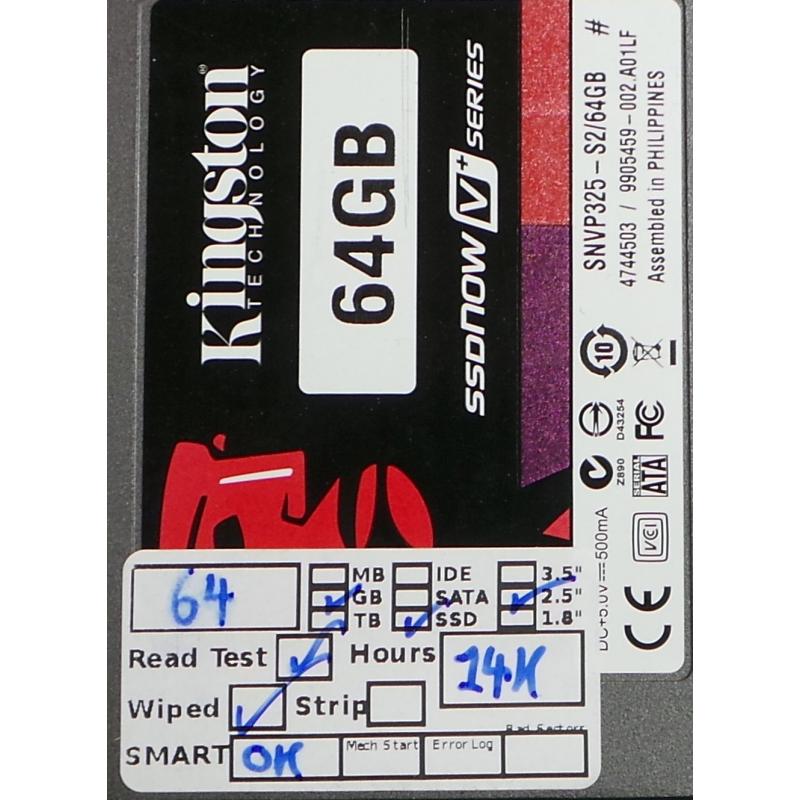 Kingston
TECHNOLOGY
64GB
SSDNOW V+ SERIES
SNVP325-S2/64GB #
4744503 / 9905459-002.A01LF
Assembled in PHILIPPINES
10
Z890
D43254
FC
SERIAL
ATA
VCI
DC+5.0V 500mA
CE
64
MB IDE 3.5"
GB SATA 2.5"
TB SSD 1.8"
Read Test Hours 14K
Wiped Strip
Bad Sectors
SMART OK Mech Start Error Log